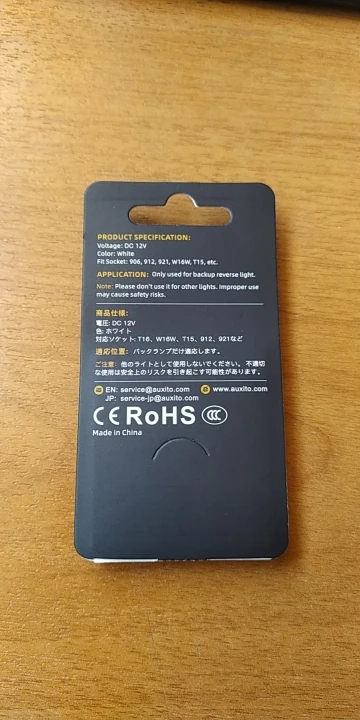 PRODUCT SPECIFICATION:
Voltage: DC 12V
Color: White
Fit Socket: 906, 912, 921, W16W, T15, etc.
APPLICATION: Only used for backup reverse light.
Note: Please don't use it for other lights. Improper use
may cause safety risks.
商品仕様:
電圧: DC 12V
色: ホワイト
対応ソケット: T16、W16W、T15、912、921など
適応位置: バックランプだけ適応します。
ご注意: 他のライトとして使用しないでください。不適切
な使用は安全上のリスクを引き起こす可能性があります。
EN: service@auxito.com www.auxito.com
JP: service-jp@auxito.com
CE RoHS CCC
Made in China